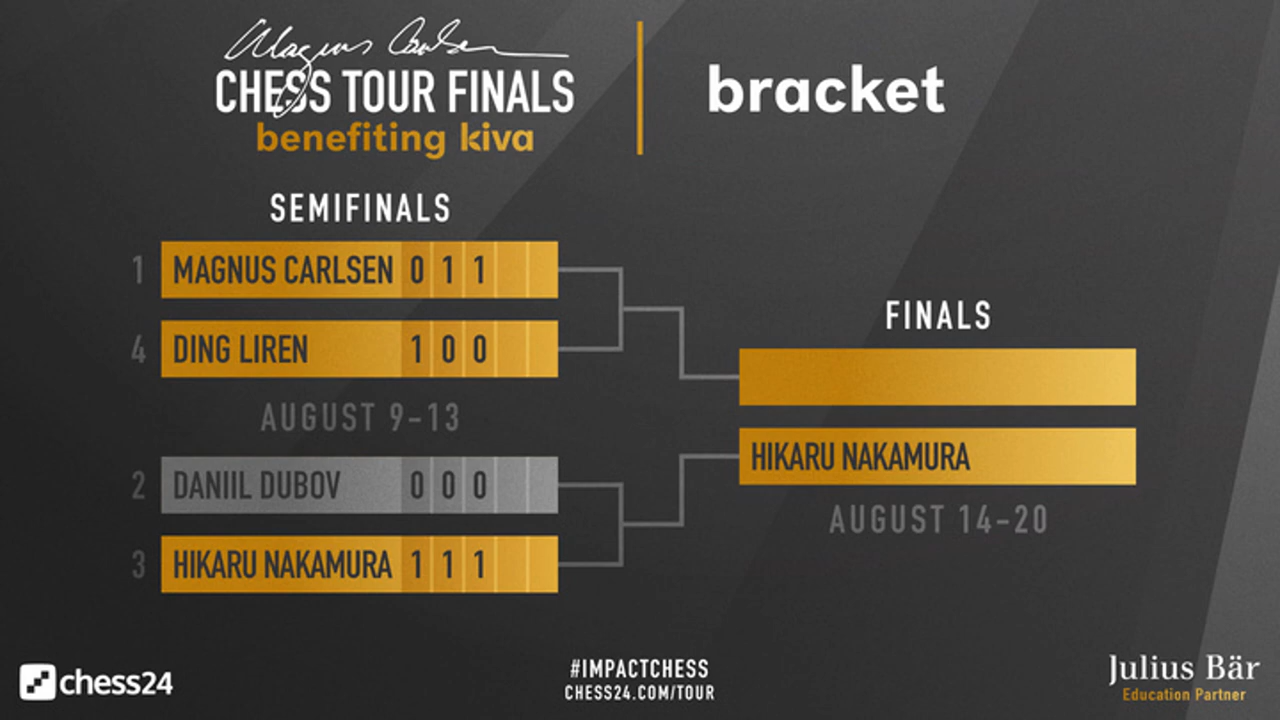 Magnus Carlsen
CHESS TOUR FINALS
benefiting kiva
bracket
SEMIFINALS
1 MAGNUS CARLSEN 0 1 1
4 DING LIREN 1 0 0
AUGUST 9-13
2 DANIIL DUBOV 0 0 0
3 HIKARU NAKAMURA 1 1 1
FINALS
HIKARU NAKAMURA
AUGUST 14-20
chess24
#IMPACTCHESS
CHESS24.COM/TOUR
Julius Bär
Education Partner